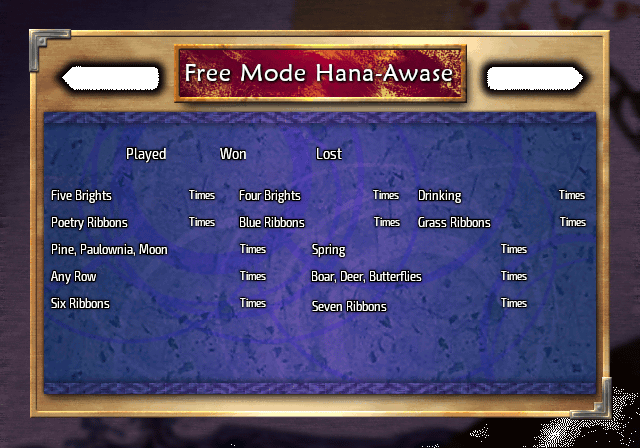 Free Mode Hana-Awase
Played Won Lost
Five Brights Times Four Brights Times Drinking Times
Poetry Ribbons Times Blue Ribbons Times Grass Ribbons Times
Pine, Paulownia, Moon Times Spring Times
Any Row Times Boar, Deer, Butterflies Times
Six Ribbons Times Seven Ribbons Times